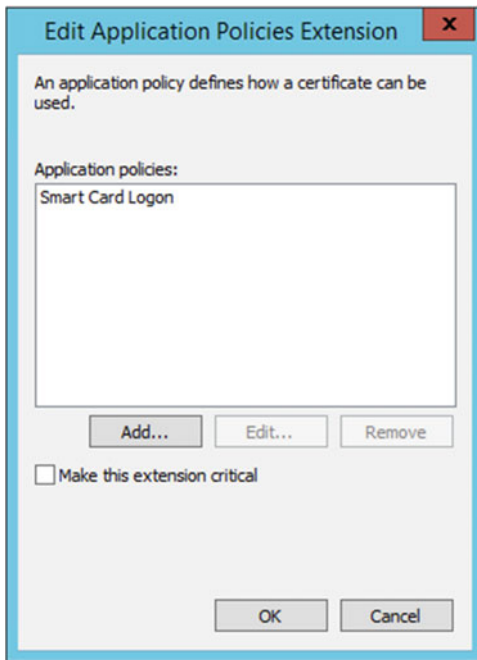 Edit Application Policies Extension
x
An application policy defines how a certificate can be
used.
Application policies:
Smart Card Logon
Add...
Edit...
Remove
Make this extension critical
OK
Cancel